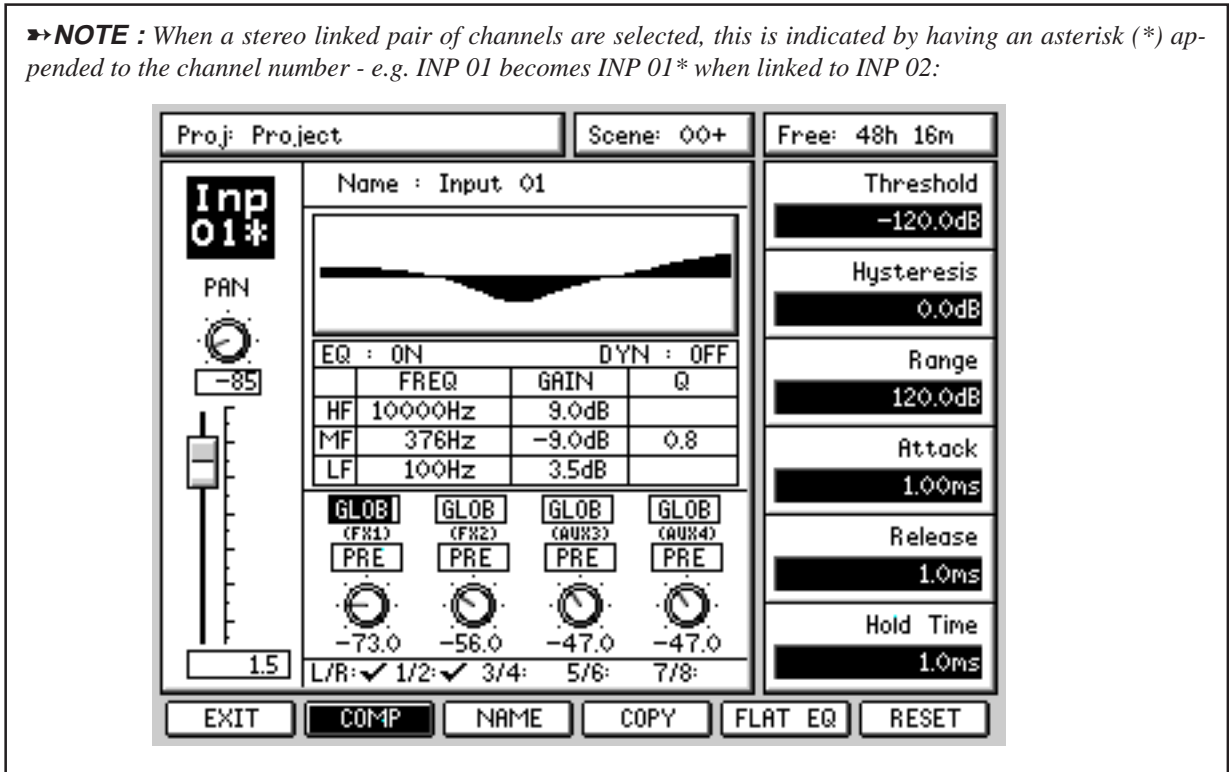 ➽NOTE : When a stereo linked pair of channels are selected, this is indicated by having an asterisk (*) ap-
pended to the channel number - e.g. INP 01 becomes INP 01* when linked to INP 02:
Proj: Project
Scene: 00+
Free: 48h 16m
Inp
01*
PAN
-85
1.5
Name : Input 01
EQ : ON DYN : OFF
FREQ GAIN Q
HF 10000Hz 9.0dB
MF 376Hz -9.0dB 0.8
LF 100Hz 3.5dB
GLOB GLOB GLOB GLOB
(FX1) (FX2) (AUX3) (AUX4)
PRE PRE PRE PRE
-73.0 -56.0 -47.0 -47.0
L/R:✓ 1/2:✓ 3/4: 5/6: 7/8:
Threshold
-120.0dB
Hysteresis
0.0dB
Range
120.0dB
Attack
1.00ms
Release
1.0ms
Hold Time
1.0ms
EXIT COMP NAME COPY FLAT EQ RESET